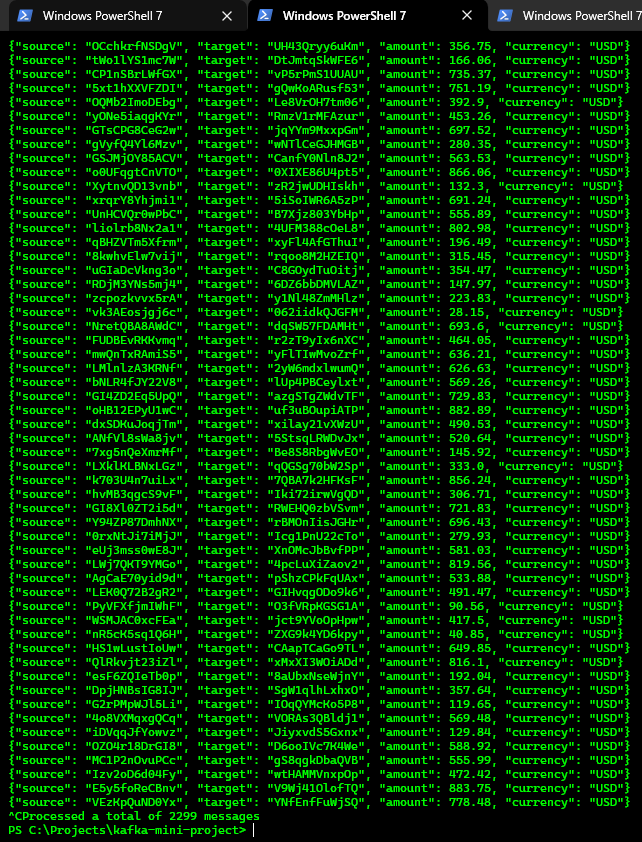 Windows PowerShell 7
Windows PowerShell 7
Windows PowerShell 7
{"source": "OCchkrfNSDgV", "target": "UH43Qryy6uKm", "amount": 356.75, "currency": "USD"}
{"source": "tWo1lYS1mc7W", "target": "DtJmtqSkWFE6", "amount": 166.06, "currency": "USD"}
{"source": "CP1nSBrLWfGX", "target": "vP5rPmS1UUAU", "amount": 735.37, "currency": "USD"}
{"source": "5xt1hXXVFZDI", "target": "gQwKoARusf53", "amount": 751.19, "currency": "USD"}
{"source": "OQMb2ImoDEbg", "target": "Le8VrOH7tm06", "amount": 392.9, "currency": "USD"}
{"source": "yONe5iaqgKYr", "target": "RmzV1rMFAzur", "amount": 453.26, "currency": "USD"}
{"source": "GTsCPG8CeG2w", "target": "jqYYm9MxxpGm", "amount": 697.52, "currency": "USD"}
{"source": "gVyfQ4Yl6Mzv", "target": "wNTlCeGJHMGB", "amount": 280.35, "currency": "USD"}
{"source": "GSJMjOY85ACV", "target": "CanfY0Nln8J2", "amount": 563.53, "currency": "USD"}
{"source": "o0UFqgtCnVTO", "target": "0XIXE86U4pt5", "amount": 866.06, "currency": "USD"}
{"source": "XytnvQD13vnb", "target": "zR2jwUDHIskh", "amount": 132.3, "currency": "USD"}
{"source": "xrqrY8Yhjmi1", "target": "5iSoIWR6A5zP", "amount": 691.24, "currency": "USD"}
{"source": "UnHCVQr0wPbC", "target": "B7Xjz803YbHp", "amount": 555.89, "currency": "USD"}
{"source": "liolrb8Nx2a1", "target": "4UFM388cOeL8", "amount": 802.98, "currency": "USD"}
{"source": "qBHZVTm5Xfrm", "target": "xyFl4AfGThuI", "amount": 196.49, "currency": "USD"}
{"source": "8kwhvElw7vij", "target": "rqoo8M2HZEIQ", "amount": 315.45, "currency": "USD"}
{"source": "uGIaDcVkng3o", "target": "C8GOydTuOitj", "amount": 354.47, "currency": "USD"}
{"source": "RDjM3YNs5mj4", "target": "6DZ6bbDMVLAZ", "amount": 147.97, "currency": "USD"}
{"source": "zcpozkvvx5rA", "target": "y1Nl48ZmMHlz", "amount": 223.83, "currency": "USD"}
{"source": "vk3AEosjgj6c", "target": "062iidkQJGFM", "amount": 28.15, "currency": "USD"}
{"source": "NretQBA8AWdC", "target": "dqSW57FDAMHt", "amount": 693.6, "currency": "USD"}
{"source": "FUDBEvRKKvmq", "target": "r2zT9yIx6nXC", "amount": 464.05, "currency": "USD"}
{"source": "mwQnTxRAmiS5", "target": "yFlTIwMvoZrf", "amount": 636.21, "currency": "USD"}
{"source": "LMlnlzA3KRNf", "target": "2yW6mdxlwumQ", "amount": 626.63, "currency": "USD"}
{"source": "bNLR4fJY22V8", "target": "lUp4PBCeylxt", "amount": 569.26, "currency": "USD"}
{"source": "GI4ZD2Eq5UpQ", "target": "azgSTgZWdvTF", "amount": 729.83, "currency": "USD"}
{"source": "oHB12EPyU1wC", "target": "uf3uBOupiATP", "amount": 882.89, "currency": "USD"}
{"source": "dxSDKuJoqjTm", "target": "xilay21vXWzU", "amount": 490.53, "currency": "USD"}
{"source": "ANfVl8sWa8jv", "target": "5StsqLRWDvJx", "amount": 520.64, "currency": "USD"}
{"source": "7xg5nQeXmrMf", "target": "Be8S8RbgWvEO", "amount": 145.92, "currency": "USD"}
{"source": "LXklKLBNxLGz", "target": "qQGSg70bW2Sp", "amount": 333.0, "currency": "USD"}
{"source": "k703U4n7uiLx", "target": "7QBA7k2HFKsF", "amount": 856.24, "currency": "USD"}
{"source": "hvMB3qgcS9vF", "target": "Iki72irwVgQD", "amount": 306.71, "currency": "USD"}
{"source": "GI8Xl0ZT2i5d", "target": "RWEHQ0zbVSvm", "amount": 721.83, "currency": "USD"}
{"source": "Y94ZP87DmhNX", "target": "rBMOnIisJGHr", "amount": 696.43, "currency": "USD"}
{"source": "0rxNtJi7iMjJ", "target": "Icg1PnU22cTo", "amount": 279.93, "currency": "USD"}
{"source": "eUj3mss0wE8J", "target": "XnOMcJbBvfPP", "amount": 581.03, "currency": "USD"}
{"source": "LWj7QKT9YMGo", "target": "4pcLuXiZaov2", "amount": 819.56, "currency": "USD"}
{"source": "AgCaE70yid9d", "target": "pShzCPkFqUAx", "amount": 533.88, "currency": "USD"}
{"source": "LEK0Q72B2gR2", "target": "GIHvqgODo9k6", "amount": 491.47, "currency": "USD"}
{"source": "PyVFXfjmIWhF", "target": "O3fVRpKGSG1A", "amount": 90.56, "currency": "USD"}
{"source": "WSMJAC0xcFEa", "target": "jct9YVoOpHpw", "amount": 417.5, "currency": "USD"}
{"source": "nR5cK5sq1Q6H", "target": "ZXG9k4YD6kpy", "amount": 40.85, "currency": "USD"}
{"source": "HS1wLustIoUw", "target": "CAapTCaGo9TL", "amount": 649.85, "currency": "USD"}
{"source": "QlRkvjt23iZl", "target": "xMxXI3WOiADd", "amount": 816.1, "currency": "USD"}
{"source": "esF6ZQIeTb0p", "target": "8aUbxNseWjnY", "amount": 192.04, "currency": "USD"}
{"source": "DpjHNBsIG8IJ", "target": "SgW1qlhLxhxO", "amount": 357.64, "currency": "USD"}
{"source": "G2rPMpWJl5Li", "target": "IOqQYMcKo5P8", "amount": 119.65, "currency": "USD"}
{"source": "4o8VXMqxgQCq", "target": "VORAs3QBldj1", "amount": 569.48, "currency": "USD"}
{"source": "iDVqqJfYowvz", "target": "JiyxvdS5Gxnx", "amount": 129.84, "currency": "USD"}
{"source": "OZO4r18DrGI8", "target": "D6ooIVc7K4We", "amount": 588.92, "currency": "USD"}
{"source": "MC1P2nOvuPCc", "target": "gS8qgkDbaQVB", "amount": 555.99, "currency": "USD"}
{"source": "Izv2oD6d04Fy", "target": "wtHAMMVnxpOp", "amount": 472.42, "currency": "USD"}
{"source": "E5y5foReCBnv", "target": "V9Wj41OlofTQ", "amount": 883.75, "currency": "USD"}
{"source": "VEzKpQuND0Yx", "target": "YNfEnfFuWjSQ", "amount": 778.48, "currency": "USD"}
^CProcessed a total of 2299 messages
PS C:\Projects\kafka-mini-project>